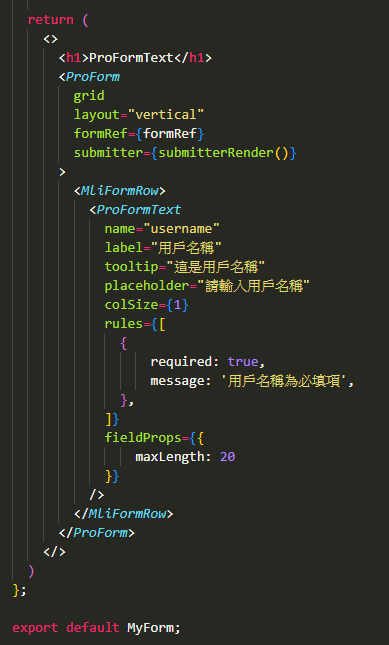 return (
<>
<h1>ProFormText</h1>
<ProForm
grid
layout="vertical"
formRef={formRef}
submitter={submitterRender()}
>
<MliFormRow>
<ProFormText
name="username"
label="用戶名稱"
tooltip="這是用戶名稱"
placeholder="請輸入用戶名稱"
colSize={1}
rules={[
{
required: true,
message: '用戶名稱為必填項',
},
]}
fieldProps={{
maxLength: 20
}}
/>
</MliFormRow>
</ProForm>
</>
)
};
export default MyForm;